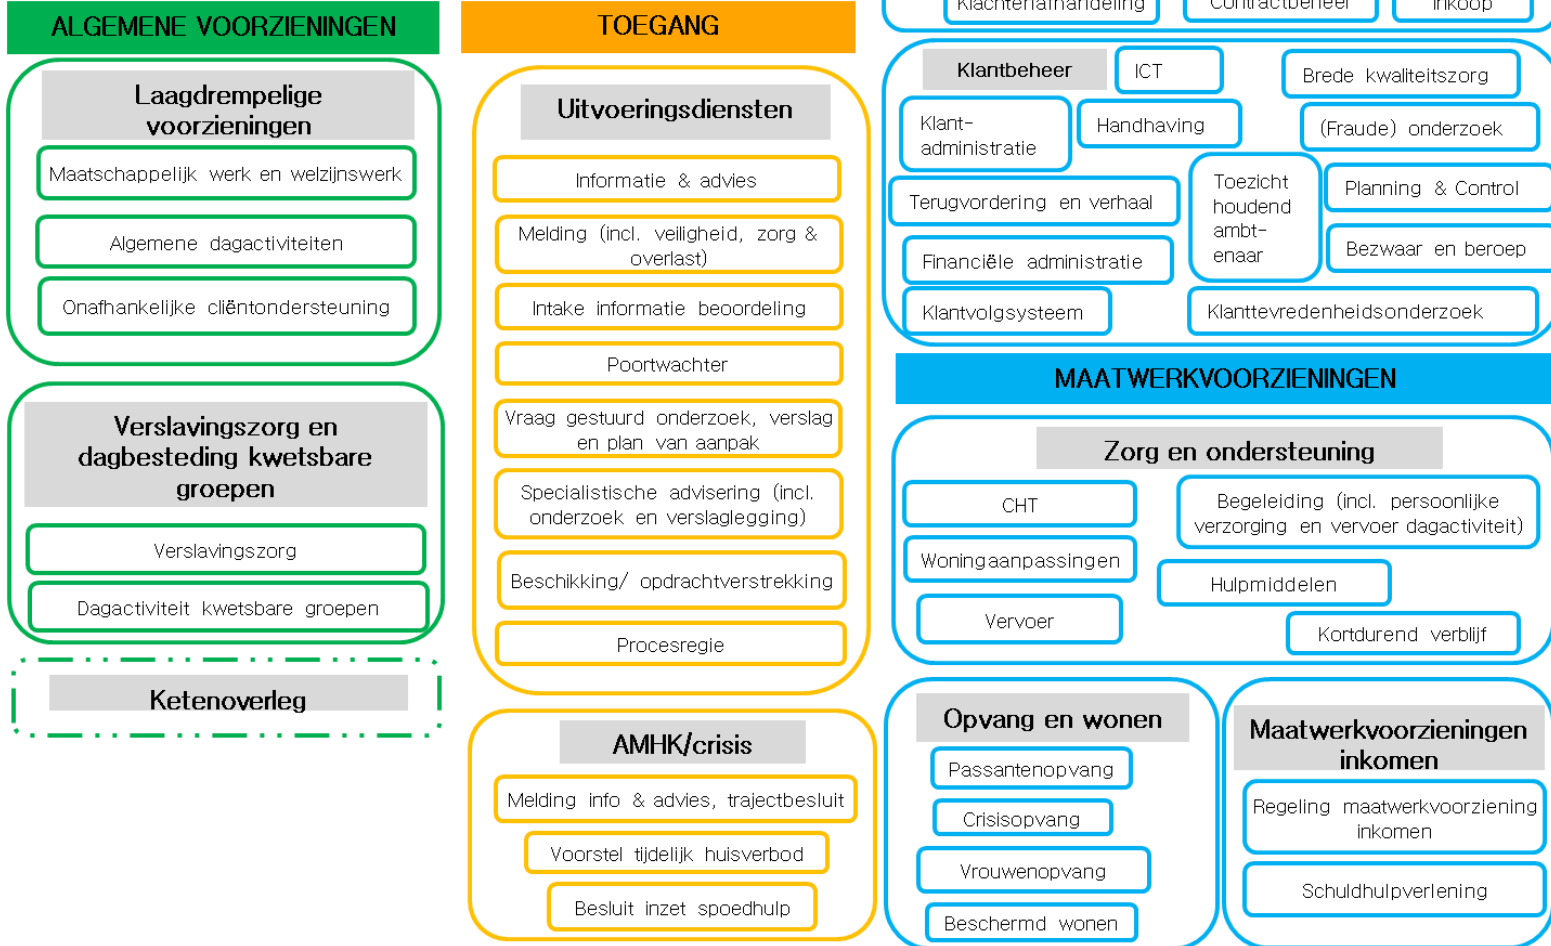 ALGEMENE VOORZIENINGEN
Laagdrempelige
voorzieningen
Maatschappelijk werk en welzijnswerk
Algemene dagactiviteiten
Onafhankelijke cliëntondersteuning
Verslavingszorg en
dagbesteding kwetsbare
groepen
Verslavingszorg
Dagactiviteit kwetsbare groepen
Ketenoverleg
TOEGANG
Uitvoeringsdiensten
Informatie & advies
Melding (incl. veiligheid, zorg &
overlast)
Intake informatie beoordeling
Poortwachter
Vraag gestuurd onderzoek, verslag
en plan van aanpak
Specialistische advisering (incl.
onderzoek en verslaglegging)
Beschikking/ opdrachtverstrekking
Procesregie
AMHK/crisis
Melding info & advies, trajectbesluit
Voorstel tijdelijk huisverbod
Besluit inzet spoedhulp
Klachtenafhandeling
Contractbeheer
Inkoop
Klantbeheer
ICT
Brede kwaliteitszorg
Klant-
administratie
Handhaving
(Fraude) onderzoek
Terugvordering en verhaal
Toezicht
houdend
ambt-
enaar
Planning & Control
Financiële administratie
Bezwaar en beroep
Klantvolgsysteem
Klanttevredenheidsonderzoek
MAATWERKVOORZIENINGEN
Zorg en ondersteuning
CHT
Begeleiding (incl. persoonlijke
verzorging en vervoer dagactiviteit)
Woningaanpassingen
Hulpmiddelen
Vervoer
Kortdurend verblijf
Opvang en wonen
Passantenopvang
Crisisopvang
Vrouwenopvang
Beschermd wonen
Maatwerkvoorzieningen
inkomen
Regeling maatwerkvoorziening
inkomen
Schuldhulpverlening